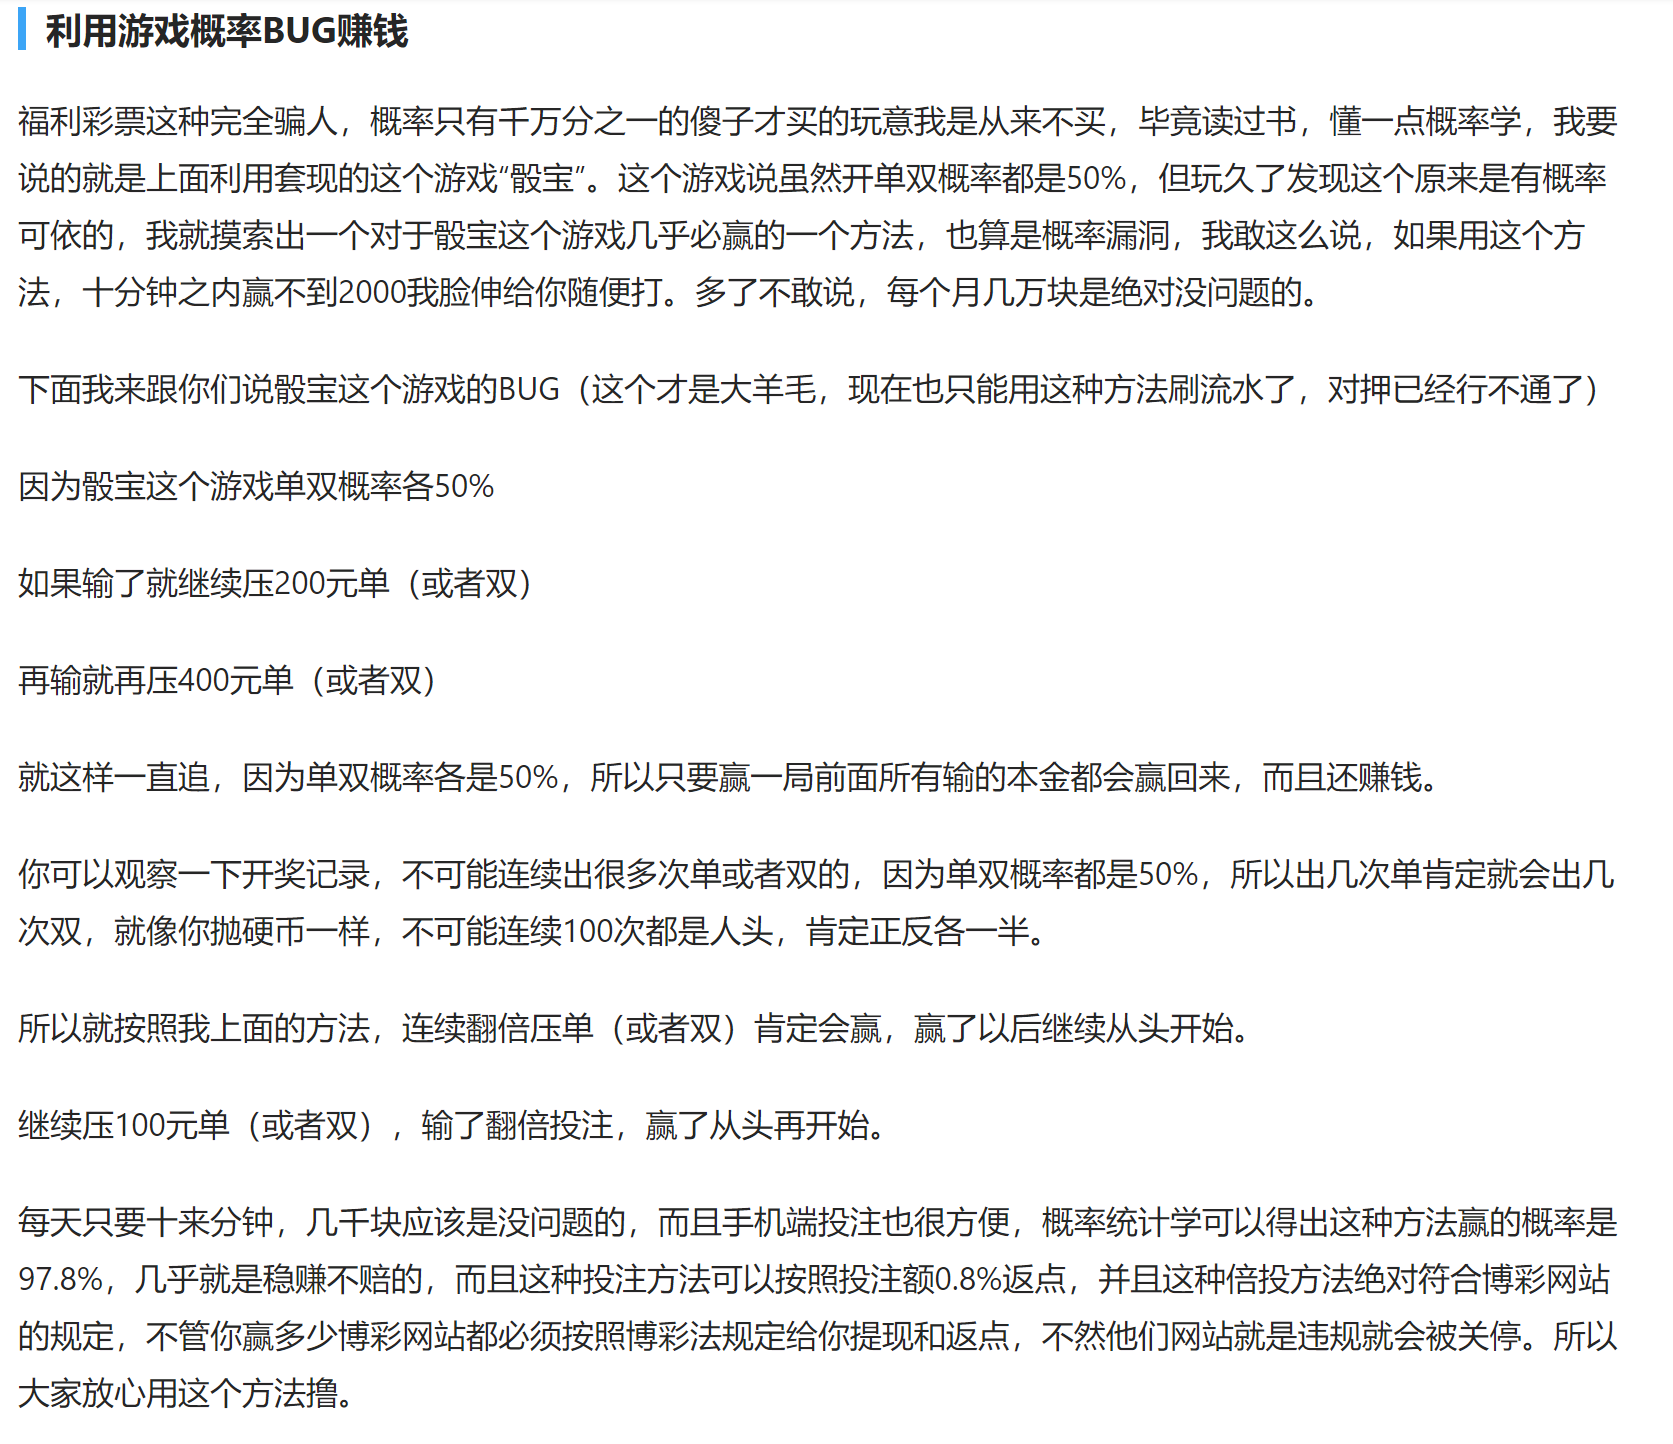 利用游戏概率BUG赚钱
福利彩票这种完全骗人，概率只有千万分之一的傻子才买的玩意我是从来不买，毕竟读过书，懂一点概率学，我要
说的就是上面利用套现的这个游戏“骰宝”。这个游戏说虽然开单双概率都是50%，但玩久了发现这个原来是有概率
可依的，我就摸索出一个对于骰宝这个游戏几乎必赢的一个方法，也算是概率漏洞，我敢这么说，如果用这个方
法，十分钟之内赢不到2000我脸伸给你随便打。多了不敢说，每个月几万块是绝对没问题的。
下面我来跟你们说骰宝这个游戏的BUG（这个才是大羊毛，现在也只能用这种方法刷流水了，对押已经行不通了）
因为骰宝这个游戏单双概率各50%
如果输了就继续压200元单（或者双）
再输就再压400元单（或者双）
就这样一直追，因为单双概率各是50%，所以只要赢一局前面所有输的本金都会赢回来，而且还赚钱。
你可以观察一下开奖记录，不可能连续出很多次单或者双的，因为单双概率都是50%，所以出几次单肯定就会出几
次双，就像你抛硬币一样，不可能连续100次都是人头，肯定正反各一半。
所以就按照我上面的方法，连续翻倍压单（或者双）肯定会赢，赢了以后继续从头开始。
继续压100元单（或者双），输了翻倍投注，赢了从头再开始。
每天只要十来分钟，几千块应该是没问题的，而且手机端投注也很方便，概率统计学可以得出这种方法赢的概率是
97.8%，几乎就是稳赚不赔的，而且这种投注方法可以按照投注额0.8%返点，并且这种倍投方法绝对符合博彩网站
的规定，不管你赢多少博彩网站都必须按照博彩法规定给你提现和返点，不然他们网站就是违规就会被关停。所以
大家放心用这个方法撸。